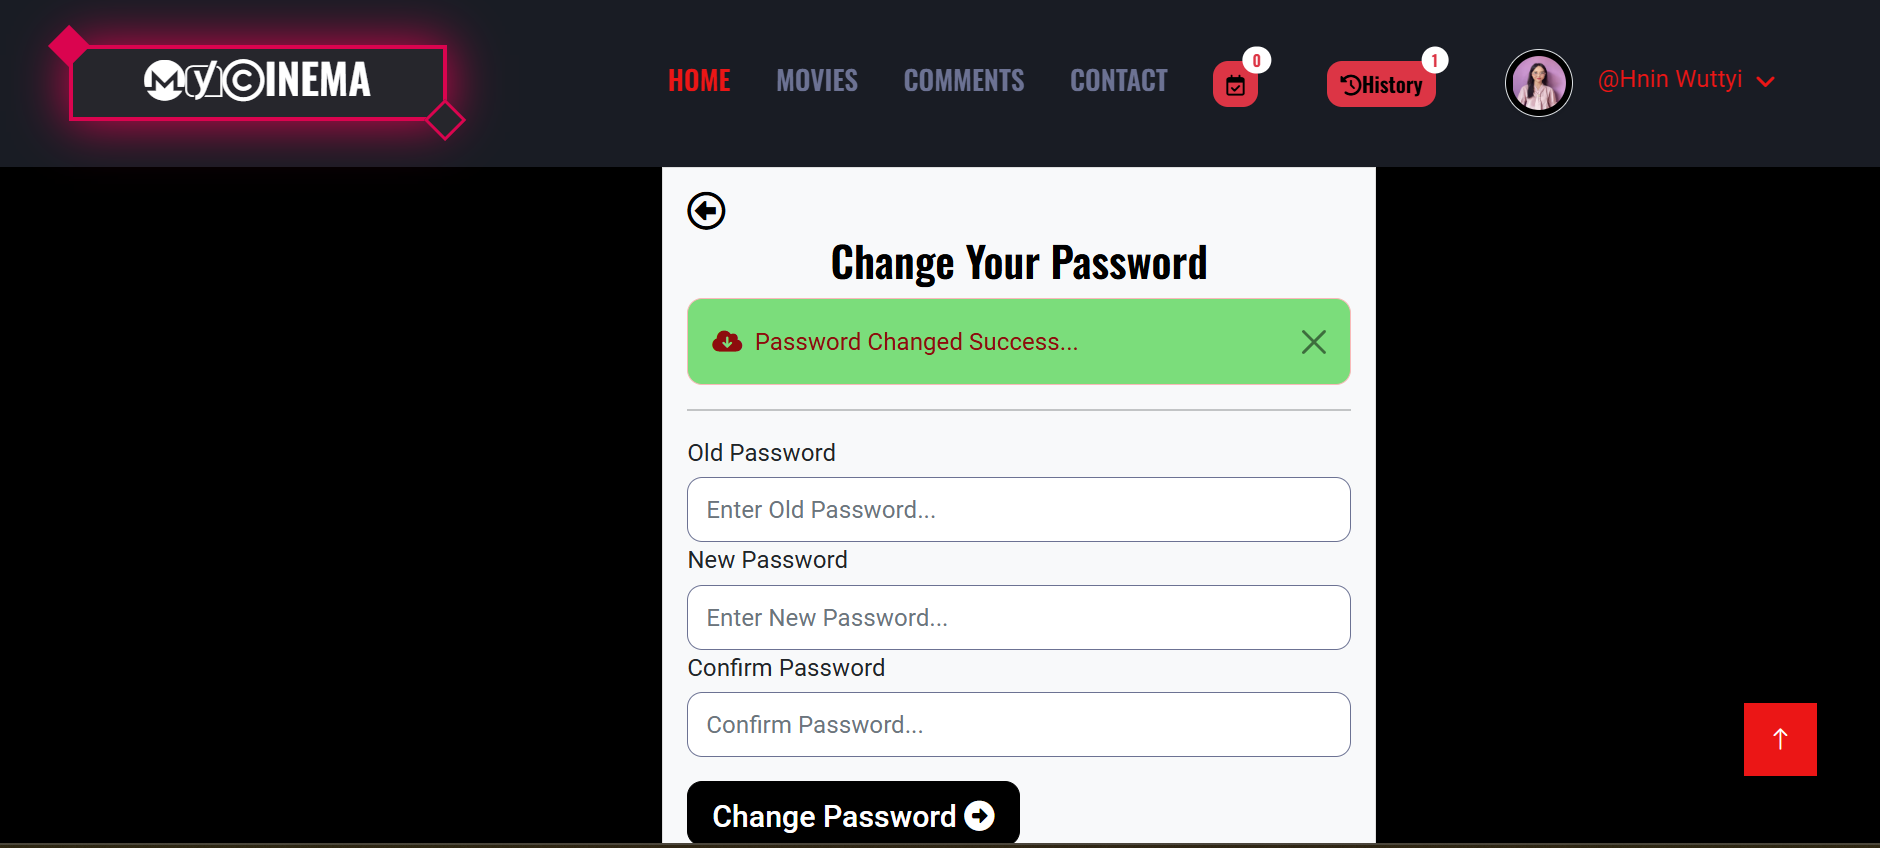 MyCINEMA
HOME MOVIES COMMENTS CONTACT 0 History 1 @Hnin Wuttyi
Change Your Password
Password Changed Success...
Old Password
Enter Old Password...
New Password
Enter New Password...
Confirm Password
Confirm Password...
Change Password